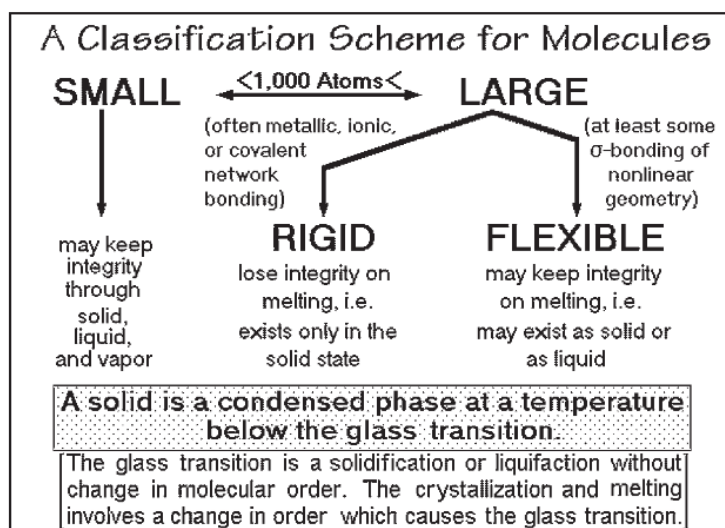 A Classification Scheme for Molecules
SMALL <1,000 Atoms< LARGE
(often metallic, ionic,
or covalent
network
bonding)
(at least some
σ-bonding of
nonlinear
geometry)
may keep
integrity
through
solid,
liquid,
and vapor
RIGID
lose integrity on
melting, i.e.
exists only in the
solid state
FLEXIBLE
may keep integrity
on melting, i.e.
may exist as solid or
as liquid
A solid is a condensed phase at a temperature
below the glass transition.
The glass transition is a solidification or liquifaction without
change in molecular order. The crystallization and melting
involves a change in order which causes the glass transition.